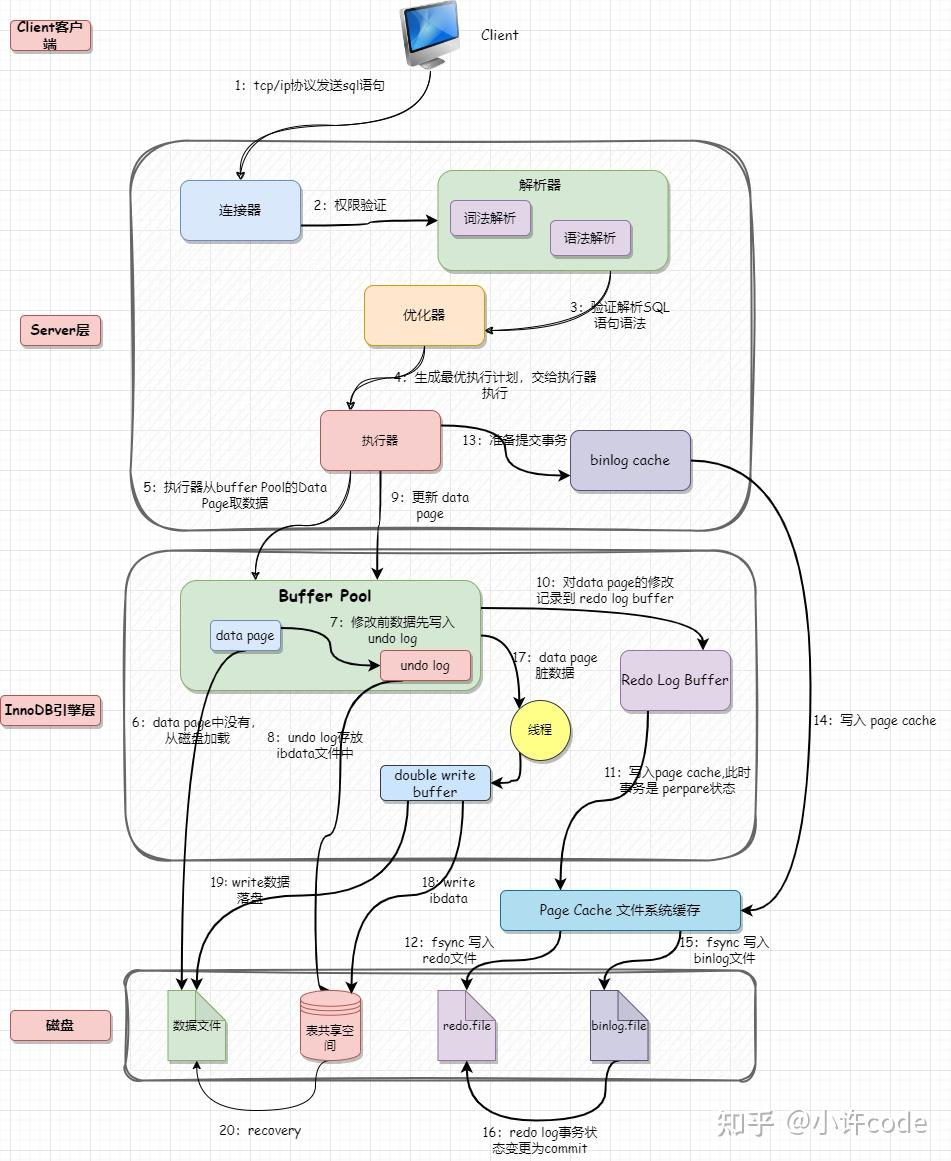 Client客户
端
Client
1：tcp/ip协议发送sql语句
解析器
连接器
2：权限验证
词法解析
语法解析
优化器
3：验证解析SQL
语句语法
Server层
4：生成最优执行计划，交给执行器
执行
执行器
13：准备提交事务
binlog cache
5：执行器从buffer Pool的Data
Page取数据
9：更新 data
page
Buffer Pool
10：对data page的修改
记录到 redo log buffer
7：修改前数据先写入
undo log
data page
undo log
17：data page
脏数据
Redo Log Buffer
InnoDB引擎层
6：data page中没有，
从磁盘加载
8：undo log存放
ibdata文件中
线程
14：写入 page cache
double write
buffer
11：写入page cache,此时
事务是 perpare状态
19：write数据
落盘
18：write
ibdata
Page Cache 文件系统缓存
12：fsync 写入
redo文件
15：fsync 写入
binlog文件
磁盘
数据文件
表共享空
间
redo.file
binlog.file
20：recovery
16：redo log事务状
态变更为commit
知乎 @小许code